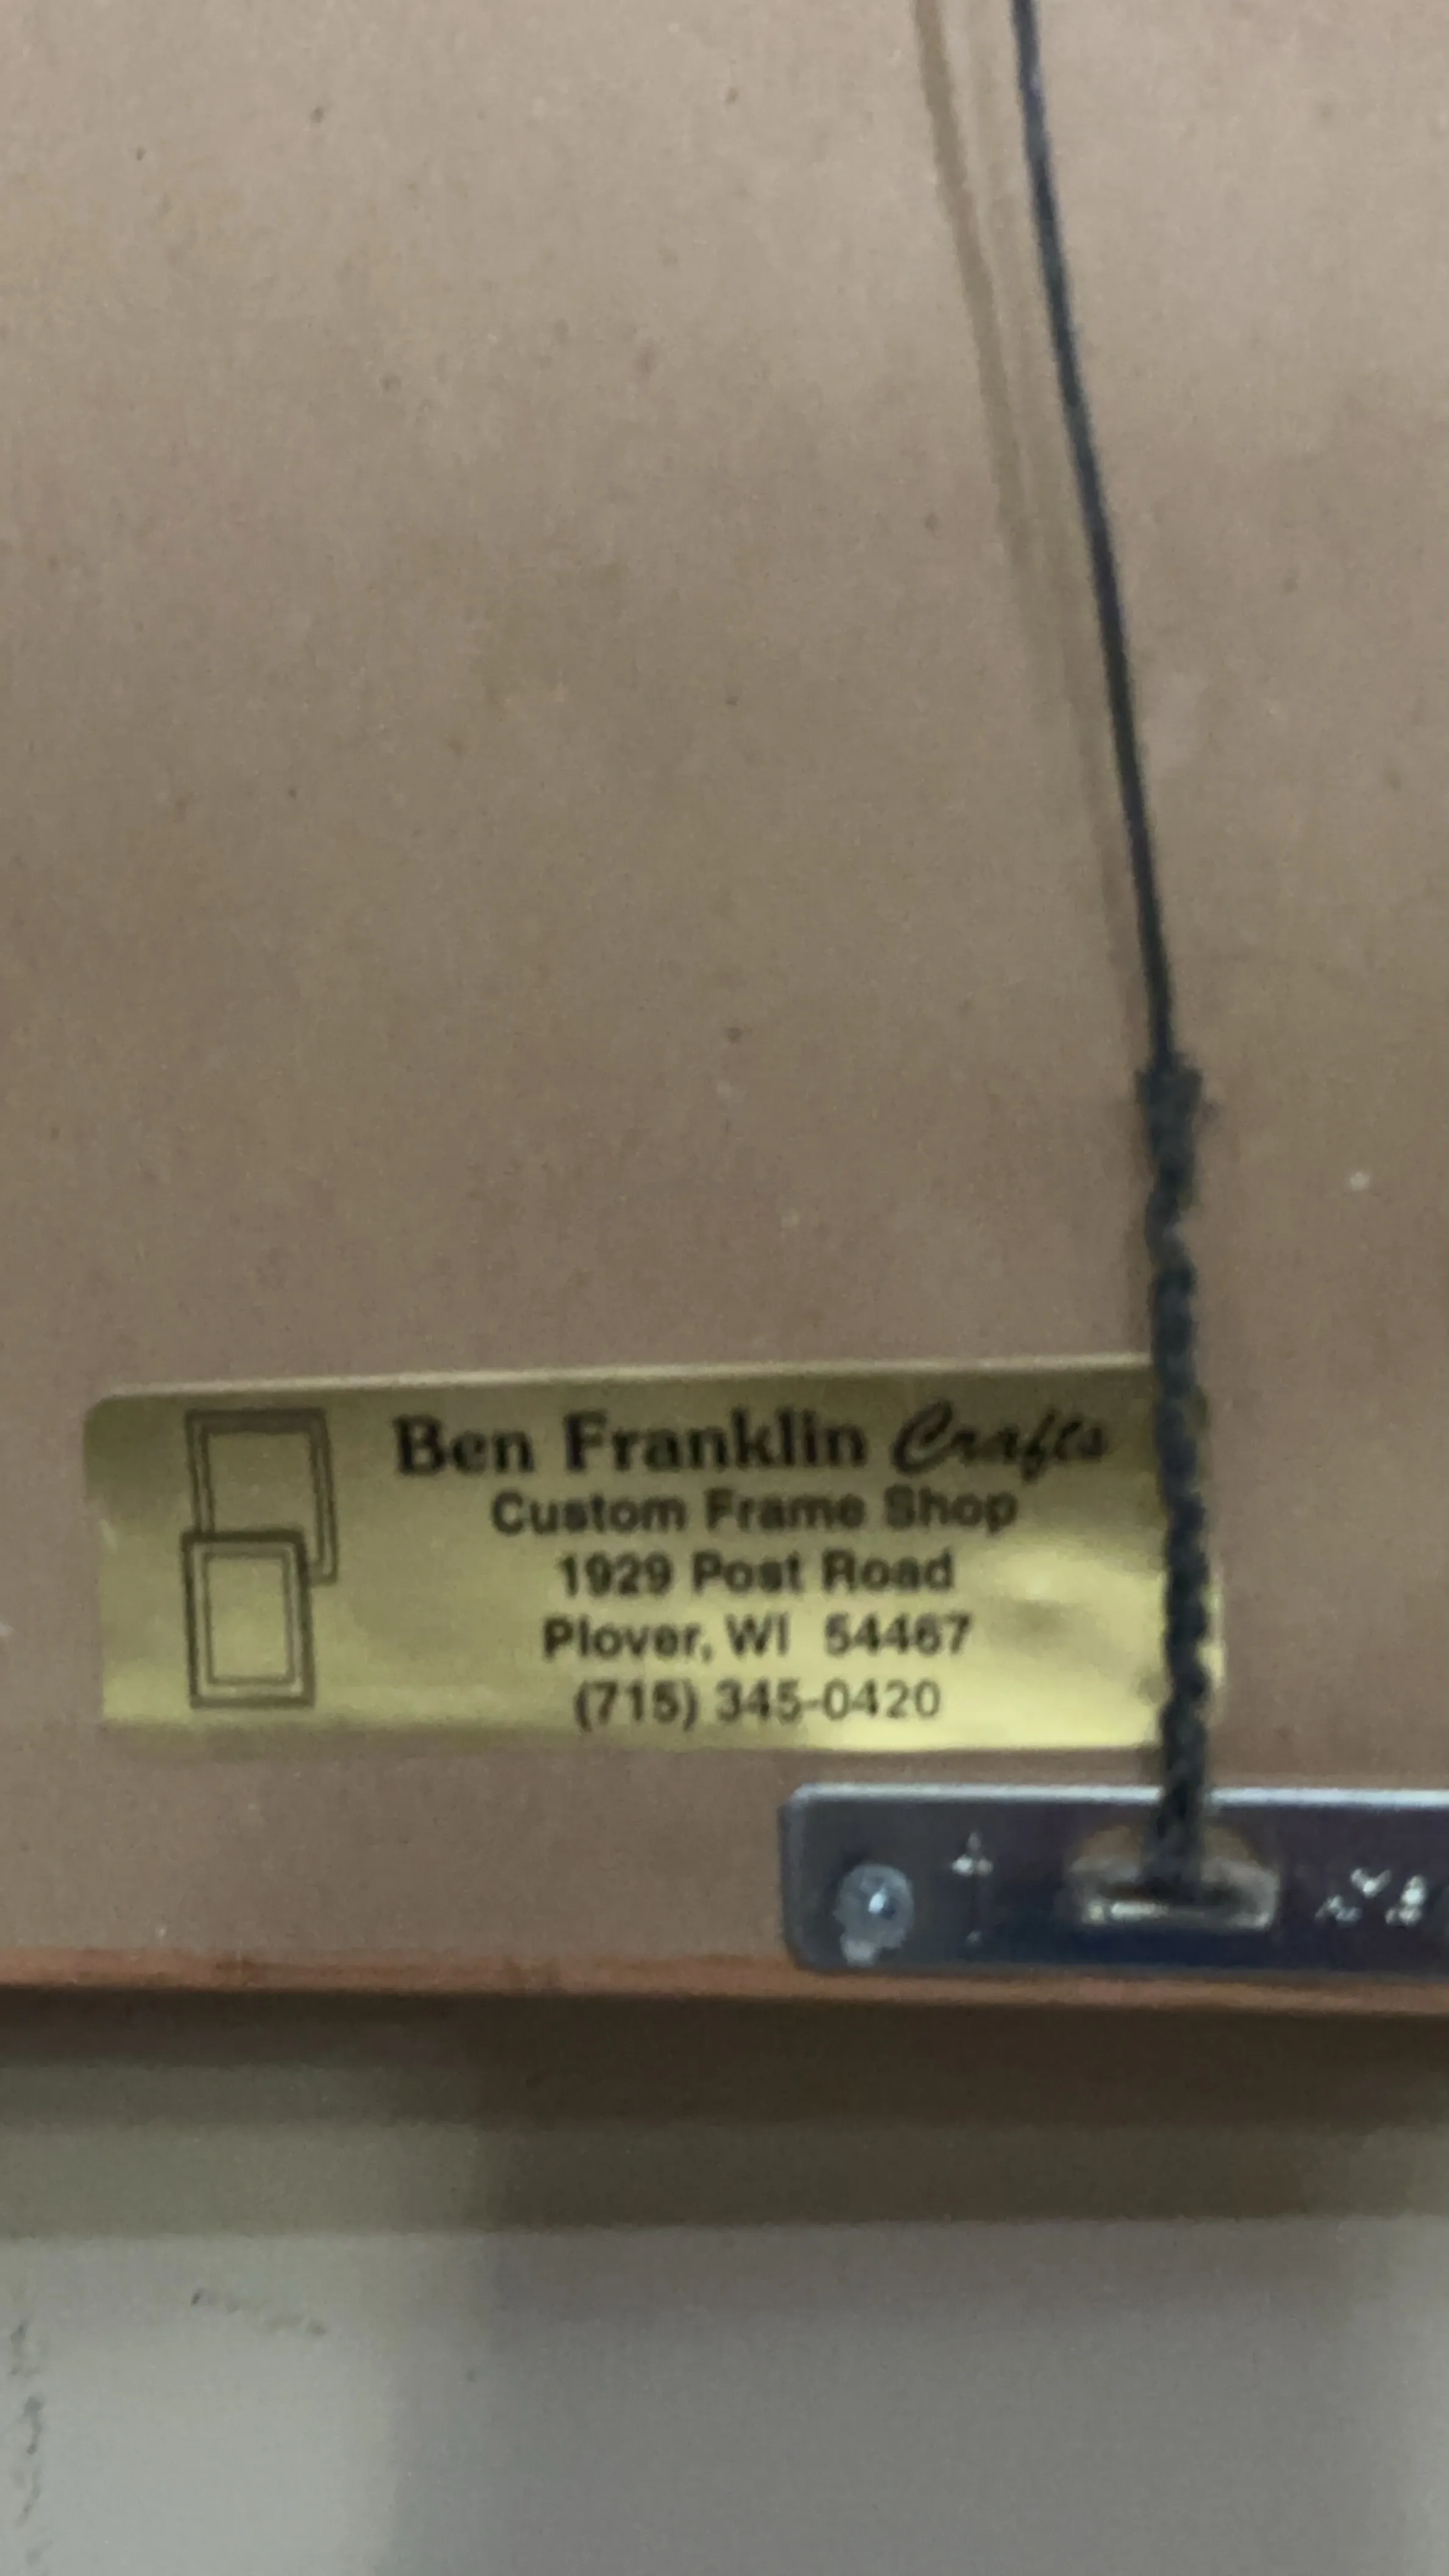 Ben Franklin Crafts
Custom Frame Shop
1929 Post Road
Plover, WI 54467
(715) 345-0420